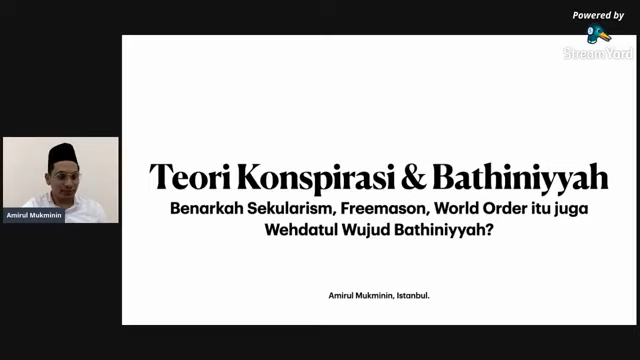 Powered by
StreamYard
Teori Konspirasi & Bathiniyyah
Benarkah Sekularism, Freemason, World Order itu juga
Wehdatul Wujud Bathiniyyah?
Amirul Mukminin
Amirul Mukminin, Istanbul.